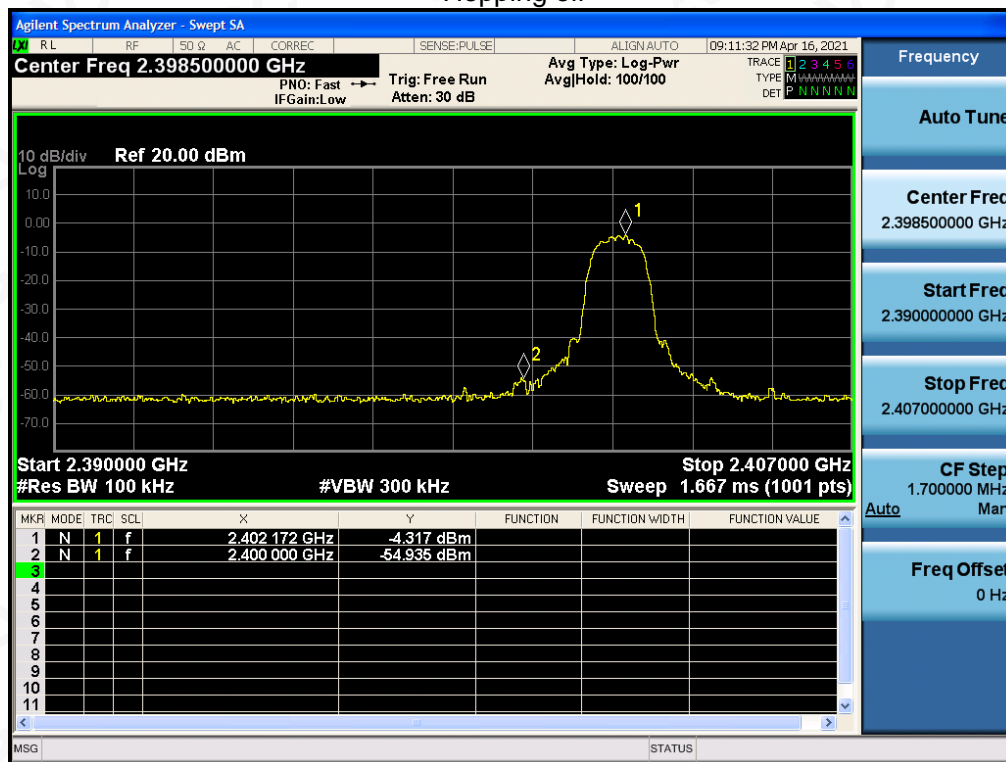 Agilent Spectrum Analyzer - Swept SA
LXI RL RF 50 Ω AC CORREC SENSE:PULSE ALIGN AUTO 09:11:32 PM Apr 16, 2021
Center Freq 2.398500000 GHz
PNO: Fast
IFGain:Low
Trig: Free Run
Atten: 30 dB
Avg Type: Log-Pwr
Avg|Hold: 100/100
TRACE 1 2 3 4 5 6
TYPE M WWWWW
DET P N N N N N
10 dB/div Ref 20.00 dBm
Log
10.0
0.00
-10.0
-20.0
-30.0
-40.0
-50.0
-60.0
-70.0
1
2
Start 2.390000 GHz Stop 2.407000 GHz
#Res BW 100 kHz #VBW 300 kHz Sweep 1.667 ms (1001 pts)
MKR MODE TRC SCL X Y FUNCTION FUNCTION WIDTH FUNCTION VALUE
1 N 1 f 2.402 172 GHz -4.317 dBm
2 N 1 f 2.400 000 GHz -54.935 dBm
3
4
5
6
7
8
9
10
11
MSG STATUS
Frequency
Auto Tune
Center Freq
2.398500000 GHz
Start Freq
2.390000000 GHz
Stop Freq
2.407000000 GHz
CF Step
1.700000 MHz
Auto Man
Freq Offset
0 Hz